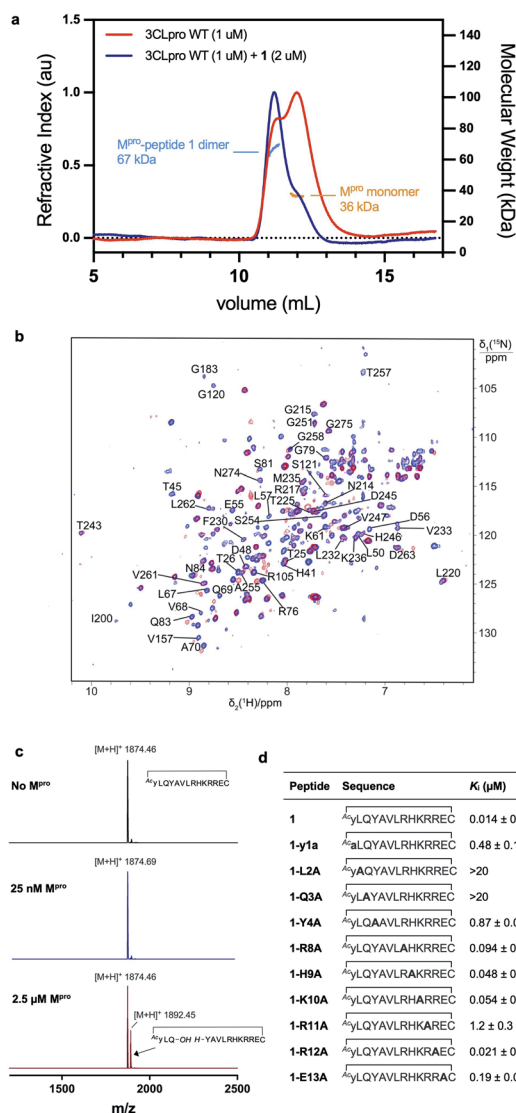 a
3CLpro WT (1 uM)
3CLpro WT (1 uM) + 1 (2 uM)
Refractive Index (au)
1.5
1.0
0.5
0.0
Molecular Weight (kDa)
140
120
100
80
60
40
20
0
Mpro-peptide 1 dimer
67 kDa
Mpro monomer
36 kDa
5
10
15
volume (mL)
b
δ1(15N)
ppm
105
110
115
120
125
130
G183
G120
T257
G215
G251
G275
G258
G79
S81
S121
N274
M235
N214
T45
R217
L57
T225
D245
L262
E55
F230
S254
K61
V247
D56
T243
D48
V233
T26
T25
L232
H246
N84
K236
L50
D263
V261
R105
H41
L220
L67
Q69
A255
V68
R76
I200
Q83
V157
A70
10
9
8
7
δ2(1H)/ppm
c
[M+H]+ 1874.46
No Mpro
AcyLQYAVLRHKRREC
[M+H]+ 1874.69
25 nM Mpro
[M+H]+ 1874.46
2.5 µM Mpro
[M+H]+ 1892.45
AcyLQ-OH H-YAVLRHKRREC
1500
2000
2500
m/z
d
Peptide Sequence Ki (µM)
1 AcyLQYAVLRHKRREC 0.014 ± 0
1-y1a AcaLQYAVLRHKRREC 0.48 ± 0.1
1-L2A AcyAQYAVLRHKRREC >20
1-Q3A AcyLAYAVLRHKRREC >20
1-Y4A AcyLQAAVLRHKRREC 0.87 ± 0.0
1-R8A AcyLQYAVLAHKRREC 0.094 ± 0
1-H9A AcyLQYAVLRAKRREC 0.048 ± 0
1-K10A AcyLQYAVLRHARREC 0.054 ± 0
1-R11A AcyLQYAVLRHKAREC 1.2 ± 0.3
1-R12A AcyLQYAVLRHKRAEC 0.021 ± 0
1-E13A AcyLQYAVLRHKRRAC 0.19 ± 0.0